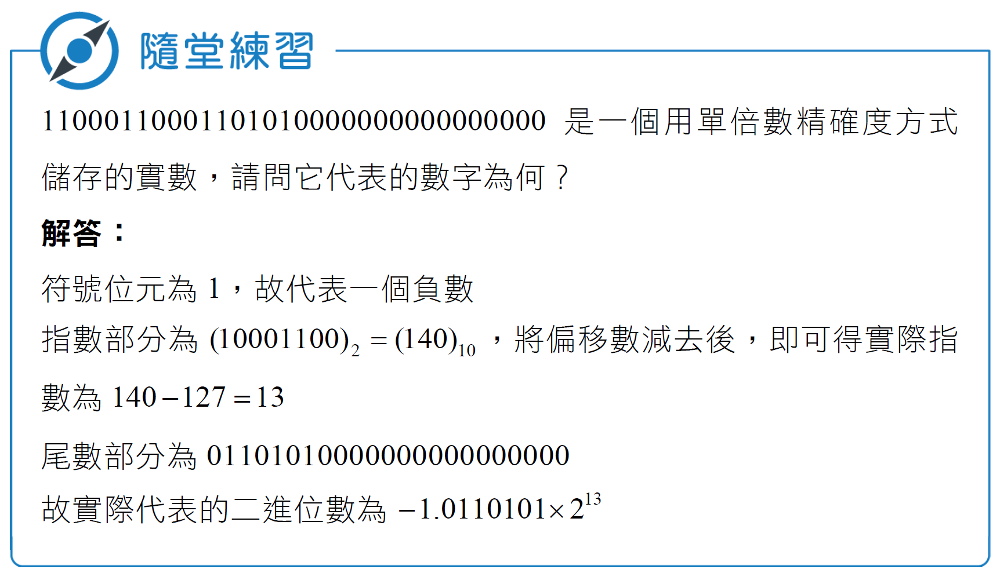 隨堂練習
11000110001101010000000000000000 是一個用單倍數精確度方式
儲存的實數，請問它代表的數字為何？
解答：
符號位元為 1，故代表一個負數
指數部分為 (10001100)₂ = (140)₁₀，將偏移數減去後，即可得實際指
數為 140－127＝13
尾數部分為 01101010000000000000000
故實際代表的二進位數為 －1.0110101×2¹³